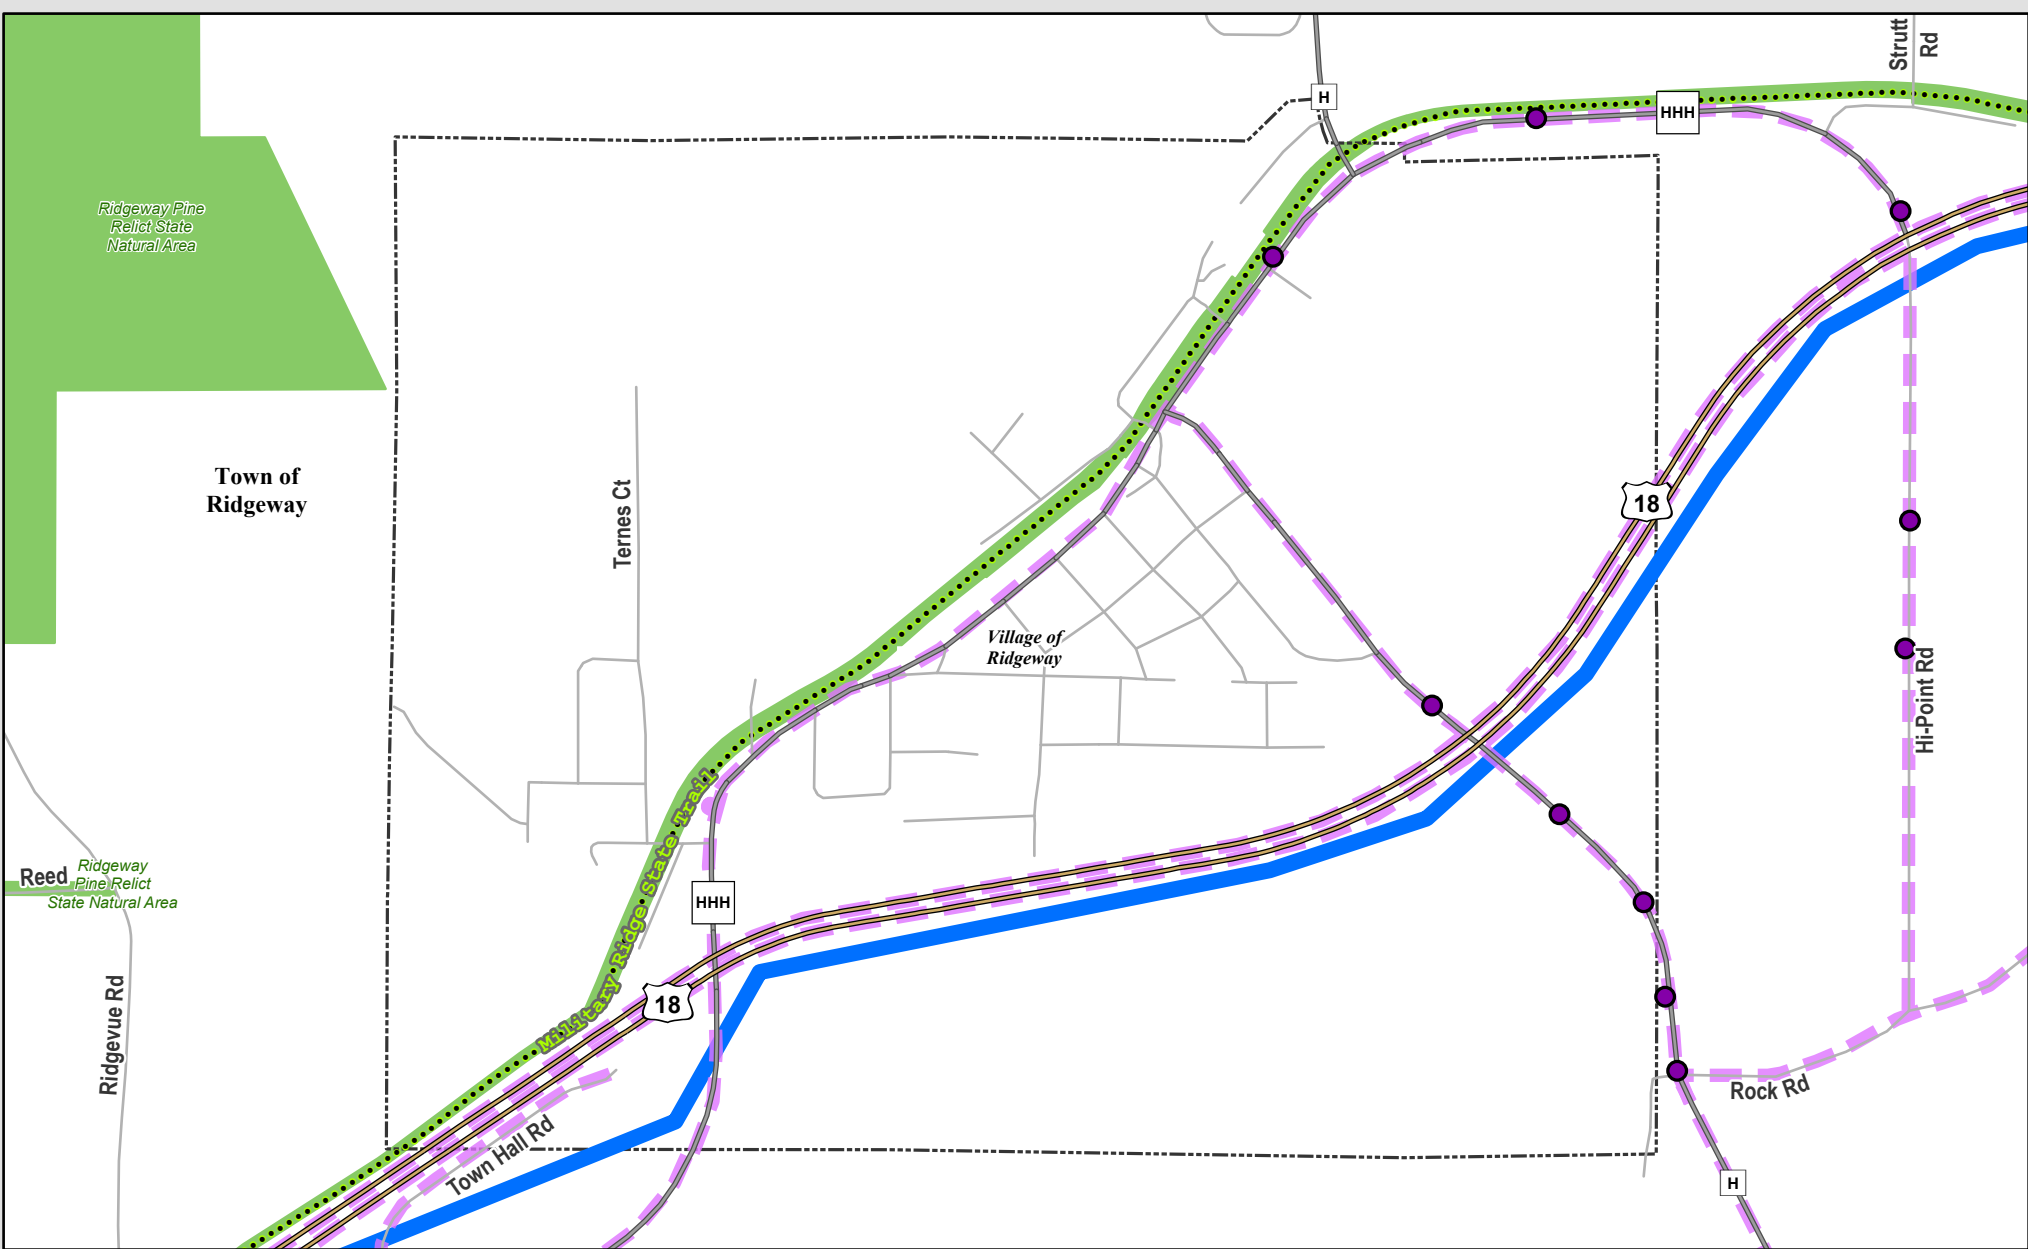 Strutt
Rd
H
HHH
Ridgeway Pine
Relict State
Natural Area
Town of
Ridgeway
Ternes Ct
18
Village of
Ridgeway
Hi-Point Rd
Military Ridge State Trail
Reed
Ridgeway
Pine Relict
State Natural Area
HHH
18
Ridgevue Rd
Town Hall Rd
Rock Rd
H